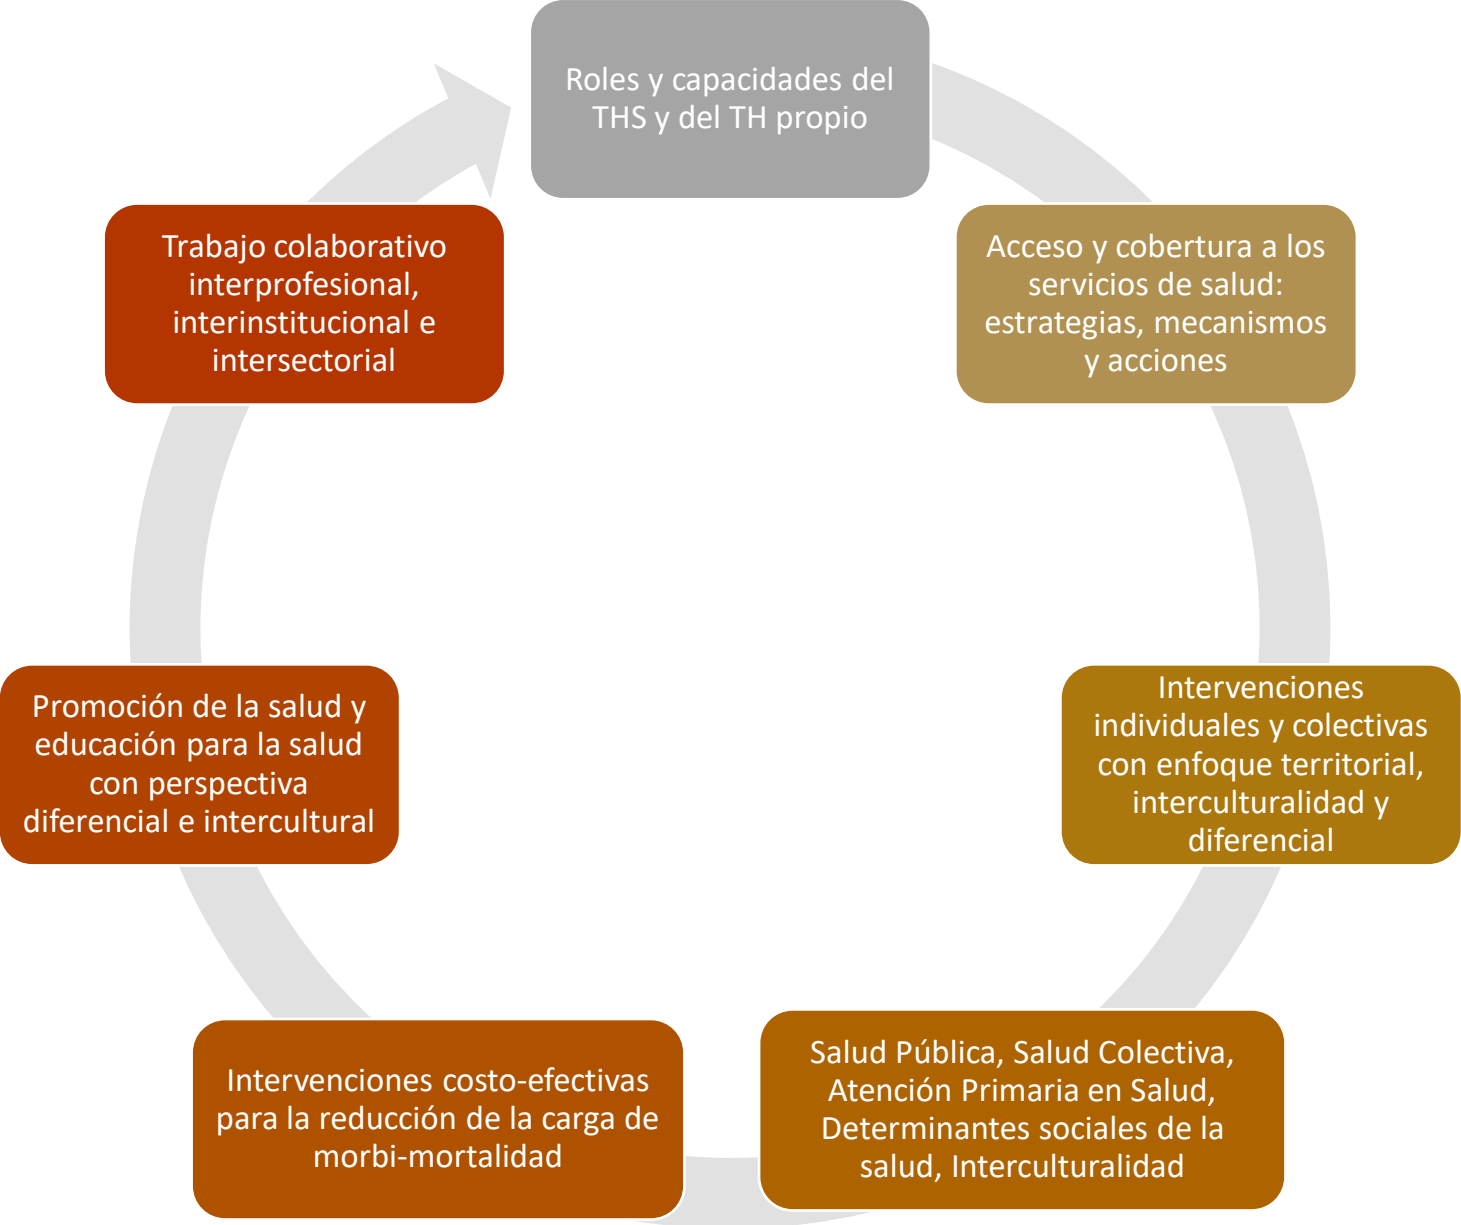 Roles y capacidades del
THS y del TH propio
Acceso y cobertura a los
servicios de salud:
estrategias, mecanismos
y acciones
Intervenciones
individuales y colectivas
con enfoque territorial,
interculturalidad y
diferencial
Salud Pública, Salud Colectiva,
Atención Primaria en Salud,
Determinantes sociales de la
salud, Interculturalidad
Intervenciones costo-efectivas
para la reducción de la carga de
morbi-mortalidad
Promoción de la salud y
educación para la salud
con perspectiva
diferencial e intercultural
Trabajo colaborativo
interprofesional,
interinstitucional e
intersectorial